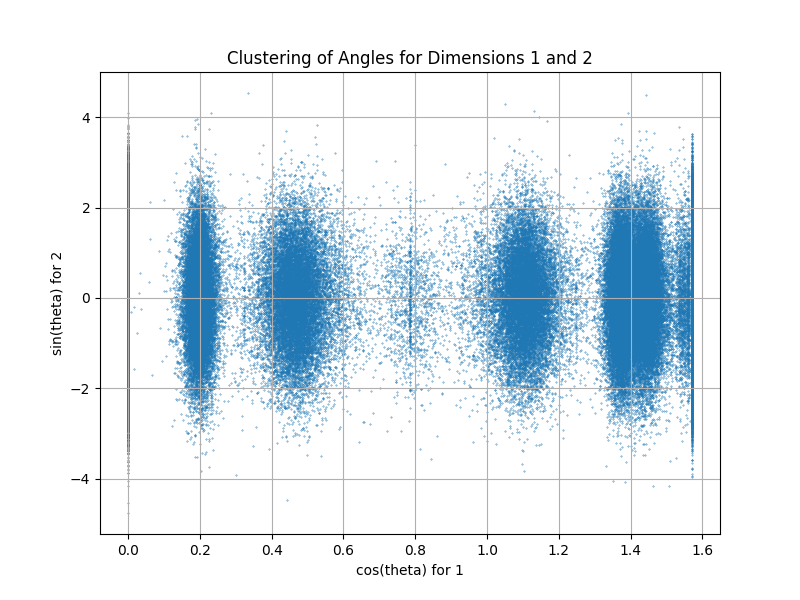 Clustering of Angles for Dimensions 1 and 2
4
2
0
−2
−4
sin(theta) for 2
0.0 0.2 0.4 0.6 0.8 1.0 1.2 1.4 1.6
cos(theta) for 1